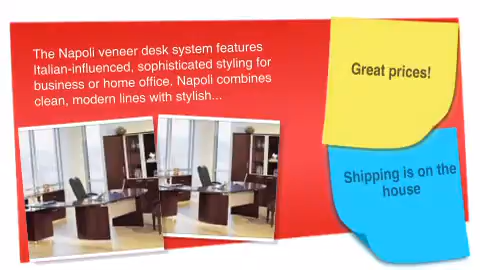 The Napoli veneer desk system features
Italian-influenced, sophisticated styling for
business or home office. Napoli combines
clean, modern lines with stylish...
Great prices!
Shipping is on the
house